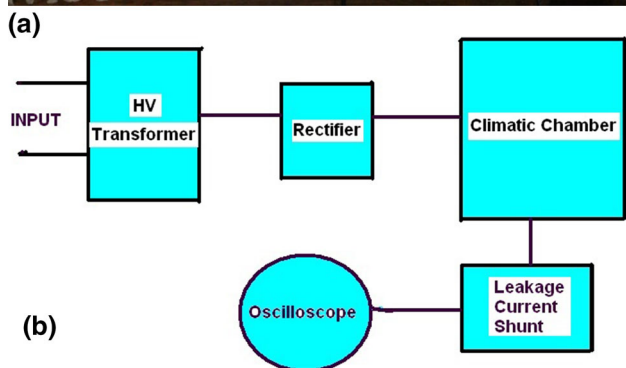 (a)
INPUT
HV
Transformer
Rectifier
Climatic Chamber
Oscilloscope
Leakage
Current
Shunt
(b)